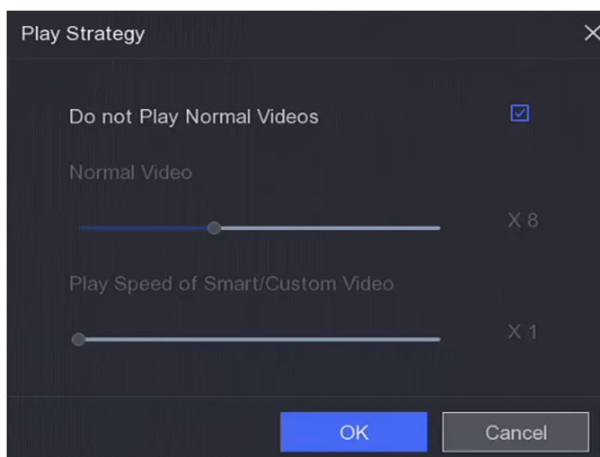 Play Strategy
Do not Play Normal Videos
Normal Video
X 8
Play Speed of Smart/Custom Video
X 1
OK
Cancel